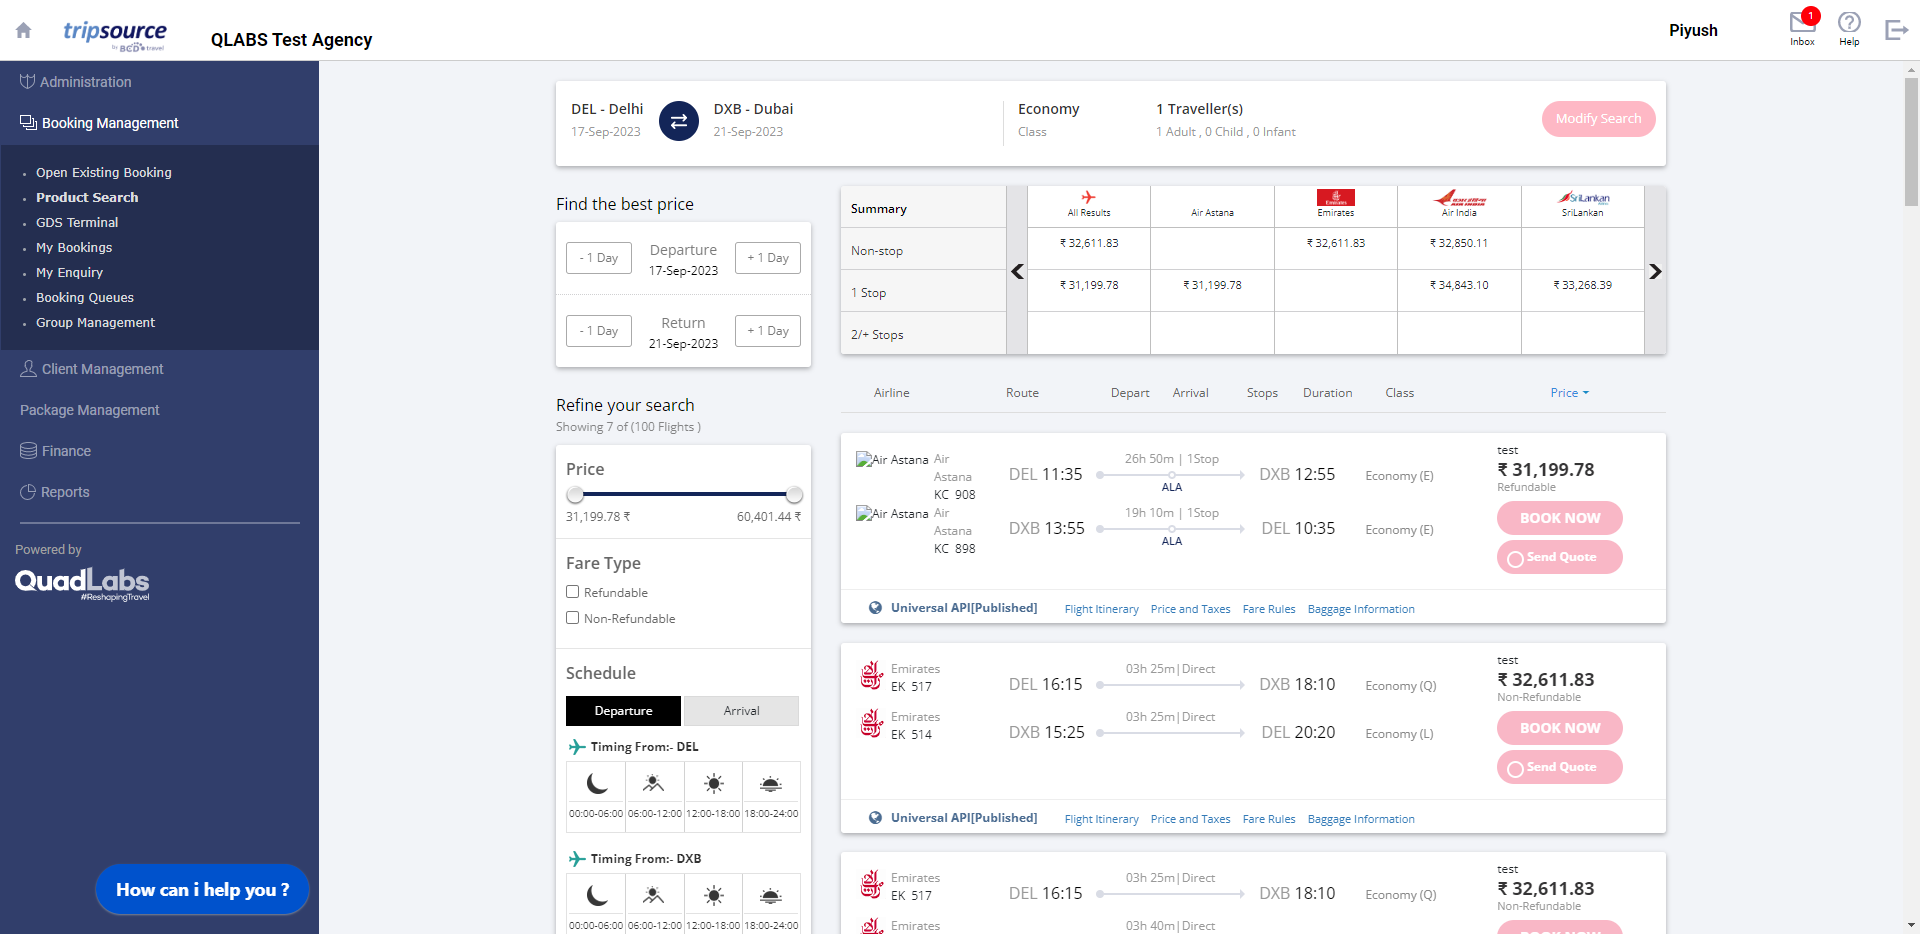 tripsource
by BCD travel
QLABS Test Agency
Piyush
1
Inbox
Help
Administration
Booking Management
Open Existing Booking
Product Search
GDS Terminal
My Bookings
My Enquiry
Booking Queues
Group Management
Client Management
Package Management
Finance
Reports
Powered by
QuadLabs
#ReshapingTravel
How can i help you ?
DEL - Delhi
17-Sep-2023
DXB - Dubai
21-Sep-2023
Economy
Class
1 Traveller(s)
1 Adult , 0 Child , 0 Infant
Modify Search
Find the best price
- 1 Day
Departure
17-Sep-2023
+ 1 Day
- 1 Day
Return
21-Sep-2023
+ 1 Day
Refine your search
Showing 7 of (100 Flights )
Price
31,199.78 ₹ 60,401.44 ₹
Fare Type
Refundable
Non-Refundable
Schedule
Departure Arrival
Timing From:- DEL
00:00-06:00 06:00-12:00 12:00-18:00 18:00-24:00
Timing From:- DXB
00:00-06:00 06:00-12:00 12:00-18:00 18:00-24:00
Summary All Results Air Astana Emirates Emirates AIR INDIA Air India SriLankan SriLankan
Non-stop ₹ 32,611.83 ₹ 32,611.83 ₹ 32,850.11
1 Stop ₹ 31,199.78 ₹ 31,199.78 ₹ 34,843.10 ₹ 33,268.39
2/+ Stops
Airline Route Depart Arrival Stops Duration Class Price
Air Astana Air Astana
KC 908
DEL 11:35
26h 50m | 1Stop
ALA
DXB 12:55
Economy (E)
Air Astana Air Astana
KC 898
DXB 13:55
19h 10m | 1Stop
ALA
DEL 10:35
Economy (E)
test
₹ 31,199.78
Refundable
BOOK NOW
Send Quote
Universal API[Published] Flight Itinerary Price and Taxes Fare Rules Baggage Information
Emirates
EK 517
DEL 16:15
03h 25m|Direct
DXB 18:10
Economy (Q)
Emirates
EK 514
DXB 15:25
03h 25m|Direct
DEL 20:20
Economy (L)
test
₹ 32,611.83
Non-Refundable
BOOK NOW
Send Quote
Universal API[Published] Flight Itinerary Price and Taxes Fare Rules Baggage Information
Emirates
EK 517
DEL 16:15
03h 25m|Direct
DXB 18:10
Economy (Q)
Emirates
03h 40m|Direct
test
₹ 32,611.83
Non-Refundable
BOOK NOW